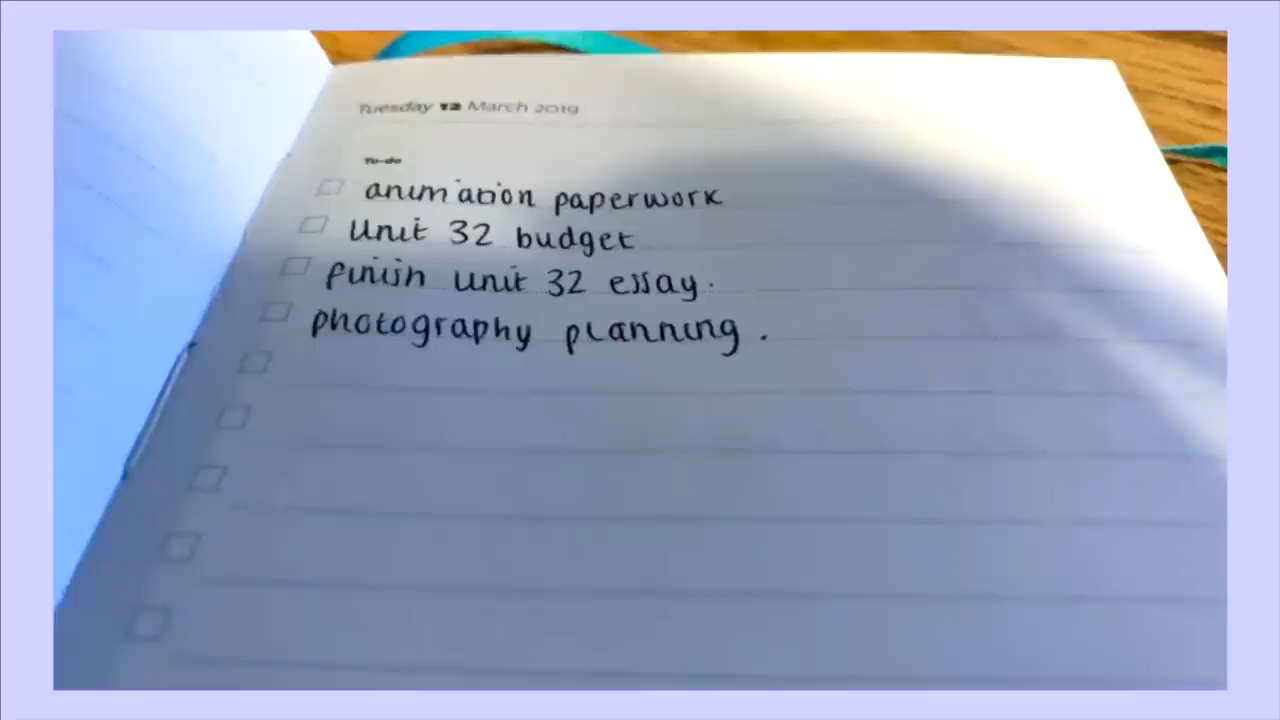 Tuesday 12 March 2019
To-do
animation paperwork
Unit 32 budget
finish unit 32 essay.
photography planning.